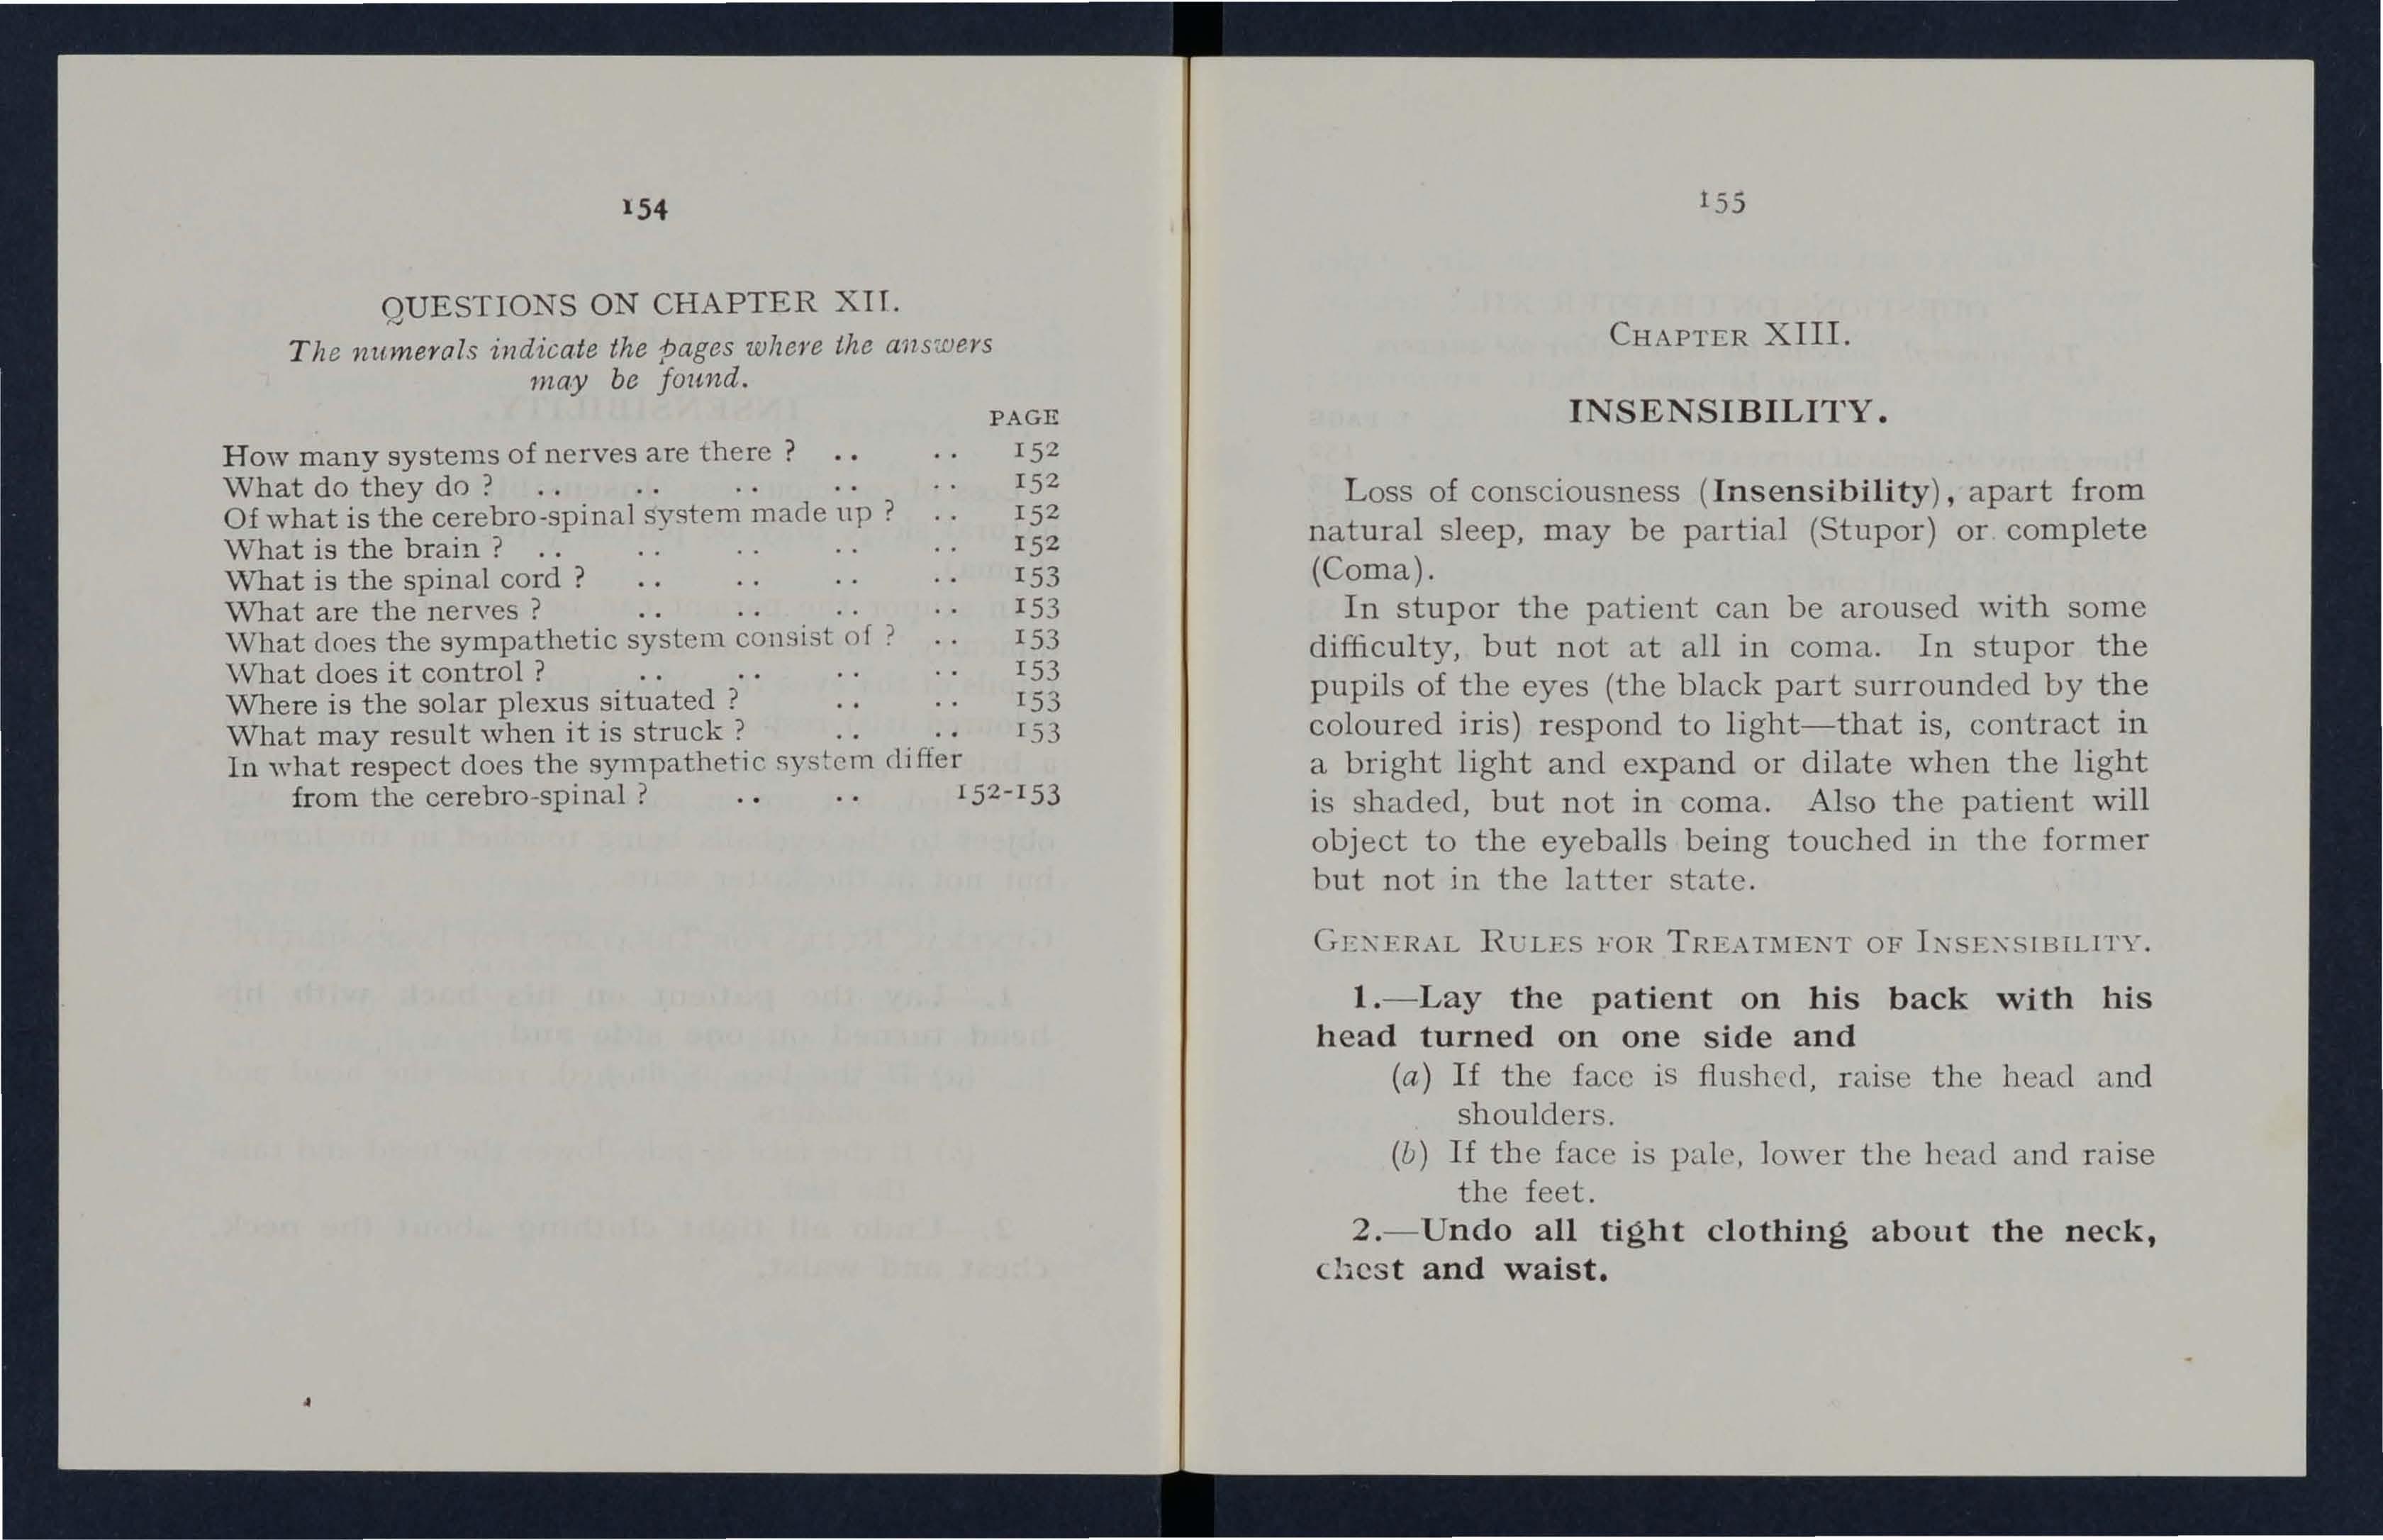 154
QUESTIONS ON CHAPTER XII.
The numerals indicate the pages where the answers
may be found.
PAGE
How many systems of nerves are there ? .. .. 152
What do they do ? .. .. .. .. .. 152
Of what is the cerebro-spinal system made up ? .. 152
What is the brain ? .. .. .. .. .. 152
What is the spinal cord ? .. .. .. .. 153
What are the nerves ? .. .. .. .. 153
What does the sympathetic system consist of ? .. 153
What does it control ? .. .. .. .. 153
Where is the solar plexus situated ? .. .. 153
What may result when it is struck ? .. .. 153
In what respect does the sympathetic system differ
from the cerebro-spinal ? .. .. 152-153
155
CHAPTER XIII.
INSENSIBILITY.
Loss of consciousness (Insensibility), apart from
natural sleep, may be partial (Stupor) or complete
(Coma).
In stupor the patient can be aroused with some
difficulty, but not at all in coma. In stupor the
pupils of the eyes (the black part surrounded by the
coloured iris) respond to light—that is, contract in
a bright light and expand or dilate when the light
is shaded, but not in coma. Also the patient will
object to the eyeballs being touched in the former
but not in the latter state.
GENERAL RULES FOR TREATMENT OF INSENSIBILITY.
1.—Lay the patient on his back with his
head turned on one side and
(a) If the face is flushed, raise the head and
shoulders.
(b) If the face is pale, lower the head and raise
the feet.
2.—Undo all tight clothing about the neck,
chest and waist.